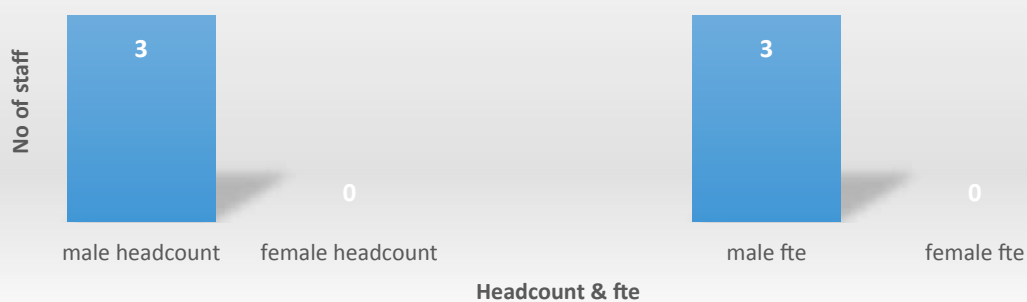 No of staff
3
0
3
0
male headcount
female headcount
male fte
female fte
Headcount & fte